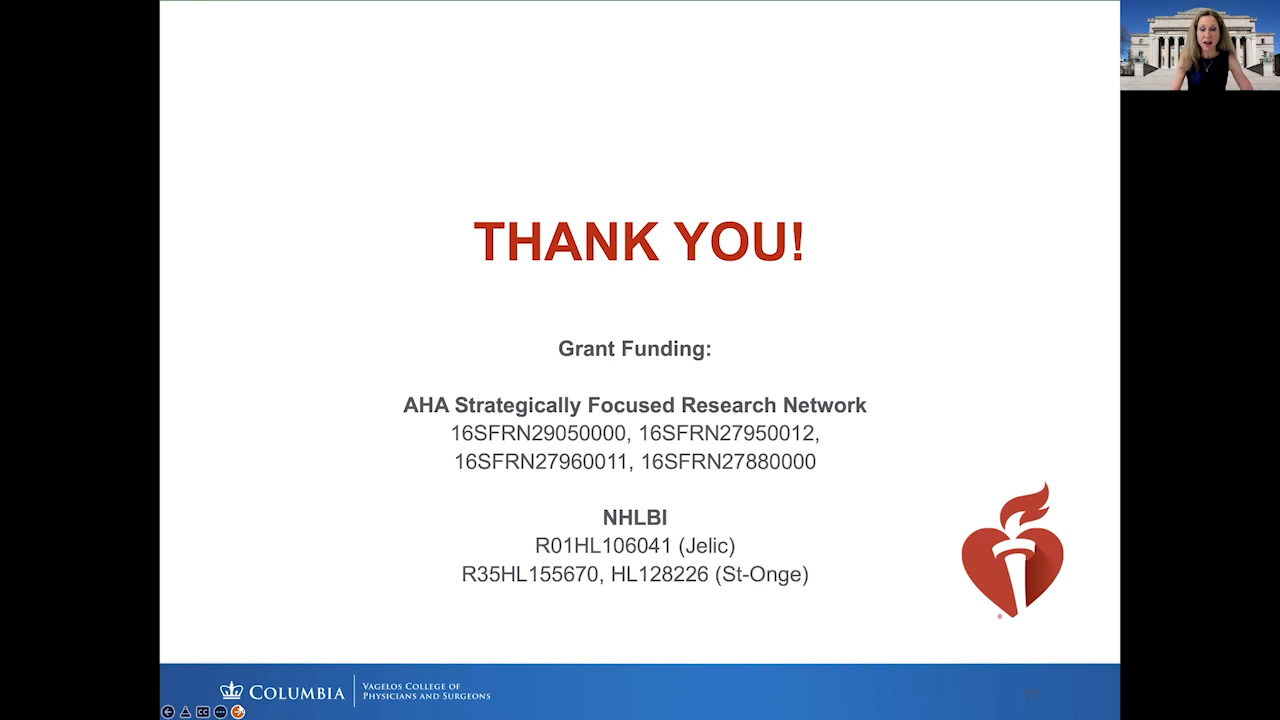 THANK YOU!
Grant Funding:
AHA Strategically Focused Research Network
16SFRN29050000, 16SFRN27950012,
16SFRN27960011, 16SFRN27880000
NHLBI
R01HL106041 (Jelic)
R35HL155670, HL128226 (St-Onge)
COLUMBIA
VAGELOS COLLEGE OF
PHYSICIANS AND SURGEONS
CC